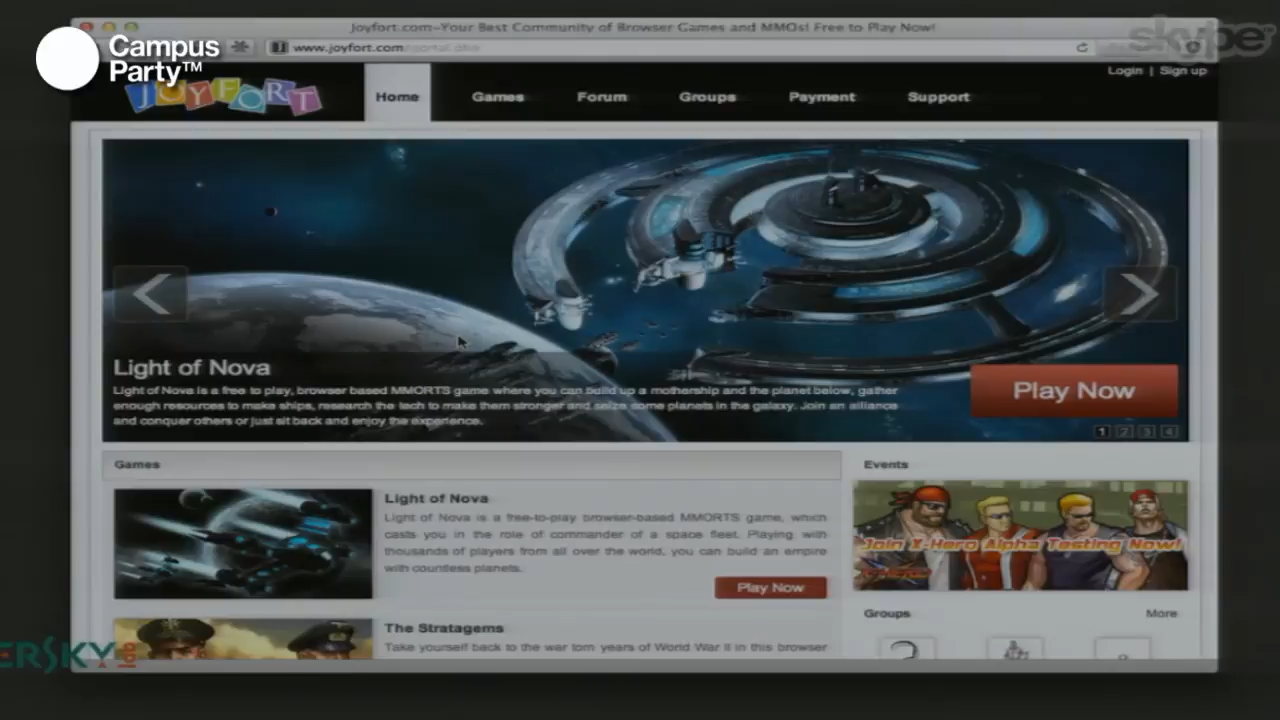 Joyfort.com-Your Best Community of Browser Games and MMOs! Free to Play Now!
Campus
Party™
www.joyfort.com/portal.dhw
skype
Login | Sign up
JOYFORT
Home
Games
Forum
Groups
Payment
Support
Light of Nova
Light of Nova is a free to play, browser based MMORTS game where you can build up a mothership and the planet below, gather
enough resources to make ships, research the tech to make them stronger and seize some planets in the galaxy. Join an alliance
and conquer others or just sit back and enjoy the experience.
Play Now
1 2 3 4
Games
Light of Nova
Light of Nova is a free-to-play browser-based MMORTS game, which
casts you in the role of commander of a space fleet. Playing with
thousands of players from all over the world, you can build an empire
with countless planets.
Play Now
The Stratagems
Take yourself back to the war torn years of World War II in this browser
Events
Join X-Hero Alpha Testing Now!
Groups
More
ERSKY lab